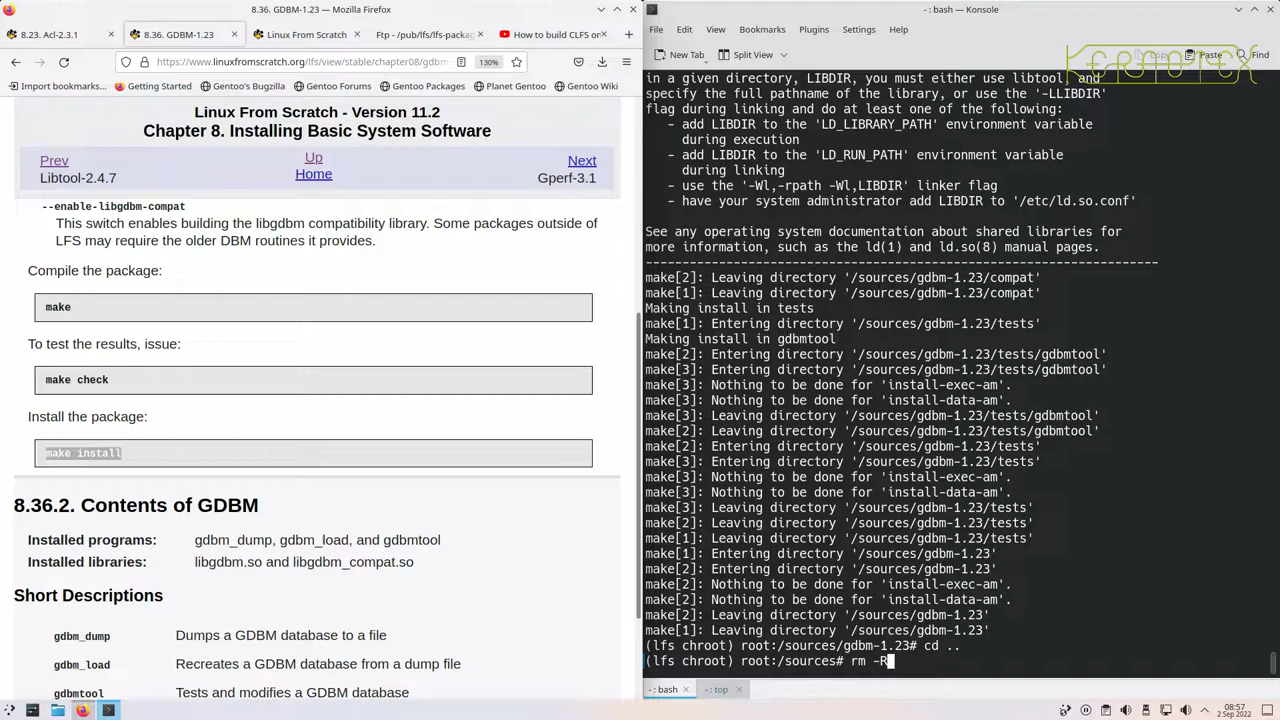 8.36. GDBM-1.23 — Mozilla Firefox
8.23. Acl-2.3.1
8.36. GDBM-1.23
Linux From Scratch
Ftp - /pub/lfs/lfs-packag
How to build CLFS on
https://www.linuxfromscratch.org/lfs/view/stable/chapter08/gdbm
130%
Import bookmarks...
Getting Started
Gentoo's Bugzilla
Gentoo Forums
Gentoo Packages
Planet Gentoo
Gentoo Wiki
Linux From Scratch - Version 11.2
Chapter 8. Installing Basic System Software
Prev
Up
Next
Libtool-2.4.7
Home
Gperf-3.1
--enable-libgdbm-compat
This switch enables building the libgdbm compatibility library. Some packages outside of
LFS may require the older DBM routines it provides.
Compile the package:
make
To test the results, issue:
make check
Install the package:
make install
8.36.2. Contents of GDBM
Installed programs: gdbm_dump, gdbm_load, and gdbmtool
Installed libraries: libgdbm.so and libgdbm_compat.so
Short Descriptions
gdbm_dump Dumps a GDBM database to a file
gdbm_load Recreates a GDBM database from a dump file
gdbmtool Tests and modifies a GDBM database
- : bash — Konsole
File Edit View Bookmarks Plugins Settings Help
New Tab
Split View
Copy
Paste
Find
KERNOTEX
in a given directory, LIBDIR, you must either use libtool, and
specify the full pathname of the library, or use the '-LLIBDIR'
flag during linking and do at least one of the following:
- add LIBDIR to the 'LD_LIBRARY_PATH' environment variable
during execution
- add LIBDIR to the 'LD_RUN_PATH' environment variable
during linking
- use the '-Wl,-rpath -Wl,LIBDIR' linker flag
- have your system administrator add LIBDIR to '/etc/ld.so.conf'
See any operating system documentation about shared libraries for
more information, such as the ld(1) and ld.so(8) manual pages.
----------------------------------------------------------------------
make[2]: Leaving directory '/sources/gdbm-1.23/compat'
make[1]: Leaving directory '/sources/gdbm-1.23/compat'
Making install in tests
make[1]: Entering directory '/sources/gdbm-1.23/tests'
Making install in gdbmtool
make[2]: Entering directory '/sources/gdbm-1.23/tests/gdbmtool'
make[3]: Entering directory '/sources/gdbm-1.23/tests/gdbmtool'
make[3]: Nothing to be done for 'install-exec-am'.
make[3]: Nothing to be done for 'install-data-am'.
make[3]: Leaving directory '/sources/gdbm-1.23/tests/gdbmtool'
make[2]: Leaving directory '/sources/gdbm-1.23/tests/gdbmtool'
make[2]: Entering directory '/sources/gdbm-1.23/tests'
make[3]: Entering directory '/sources/gdbm-1.23/tests'
make[3]: Nothing to be done for 'install-exec-am'.
make[3]: Nothing to be done for 'install-data-am'.
make[3]: Leaving directory '/sources/gdbm-1.23/tests'
make[2]: Leaving directory '/sources/gdbm-1.23/tests'
make[1]: Leaving directory '/sources/gdbm-1.23/tests'
make[1]: Entering directory '/sources/gdbm-1.23'
make[2]: Entering directory '/sources/gdbm-1.23'
make[2]: Nothing to be done for 'install-exec-am'.
make[2]: Nothing to be done for 'install-data-am'.
make[2]: Leaving directory '/sources/gdbm-1.23'
make[1]: Leaving directory '/sources/gdbm-1.23'
(lfs chroot) root:/sources/gdbm-1.23# cd ..
(lfs chroot) root:/sources# rm -R
- : bash
- : top
08:57
2 Sep 2022